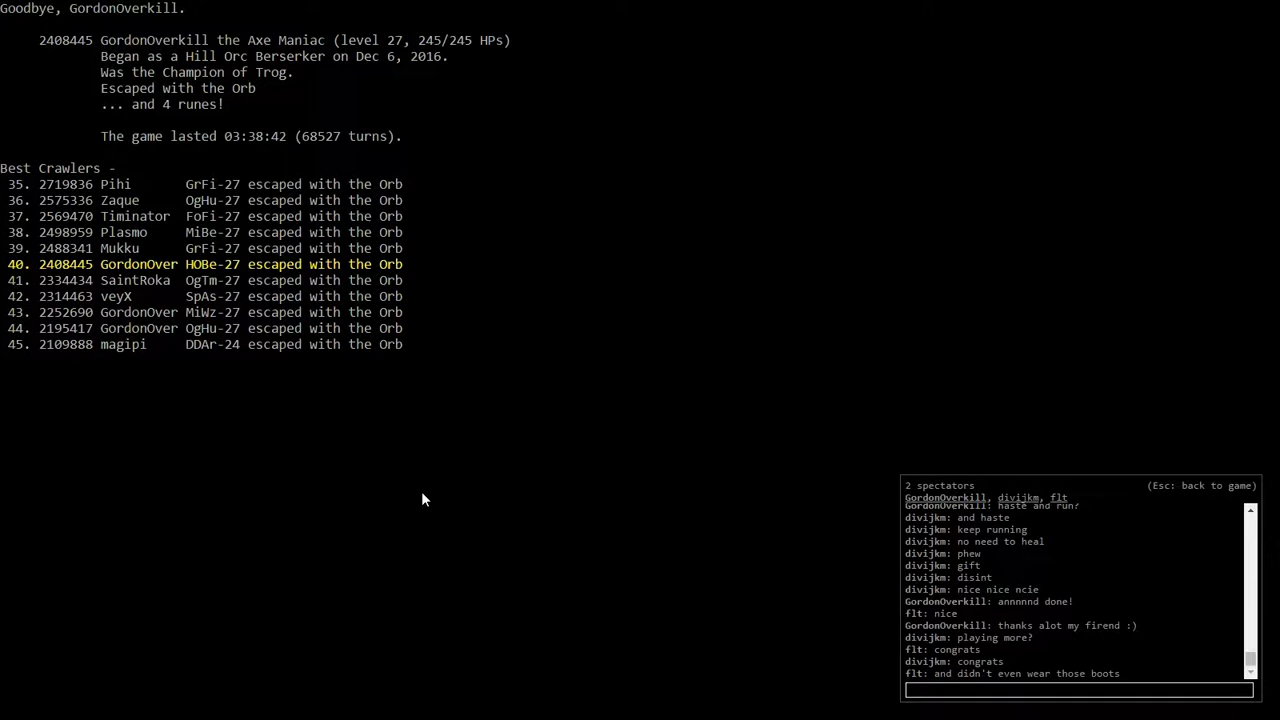 Goodbye, GordonOverkill.
2408445 GordonOverkill the Axe Maniac (level 27, 245/245 HPs)
Began as a Hill Orc Berserker on Dec 6, 2016.
Was the Champion of Trog.
Escaped with the Orb
... and 4 runes!
The game lasted 03:38:42 (68527 turns).
Best Crawlers -
35. 2719836 Pihi GrFi-27 escaped with the Orb
36. 2575336 Zaque OgHu-27 escaped with the Orb
37. 2569470 Timinator FoFi-27 escaped with the Orb
38. 2498959 Plasmo MiBe-27 escaped with the Orb
39. 2488341 Mukku GrFi-27 escaped with the Orb
40. 2408445 GordonOver HOBe-27 escaped with the Orb
41. 2334434 SaintRoka OgTm-27 escaped with the Orb
42. 2314463 veyX SpAs-27 escaped with the Orb
43. 2252690 GordonOver MiWz-27 escaped with the Orb
44. 2195417 GordonOver OgHu-27 escaped with the Orb
45. 2109888 magipi DDAr-24 escaped with the Orb
2 spectators (Esc: back to game)
GordonOverkill, divijkm, flt
GordonOverkill: haste and run?
divijkm: and haste
divijkm: keep running
divijkm: no need to heal
divijkm: phew
divijkm: gift
divijkm: disint
divijkm: nice nice ncie
GordonOverkill: annnnnd done!
flt: nice
GordonOverkill: thanks alot my firend :)
divijkm: playing more?
flt: congrats
divijkm: congrats
flt: and didn't even wear those boots